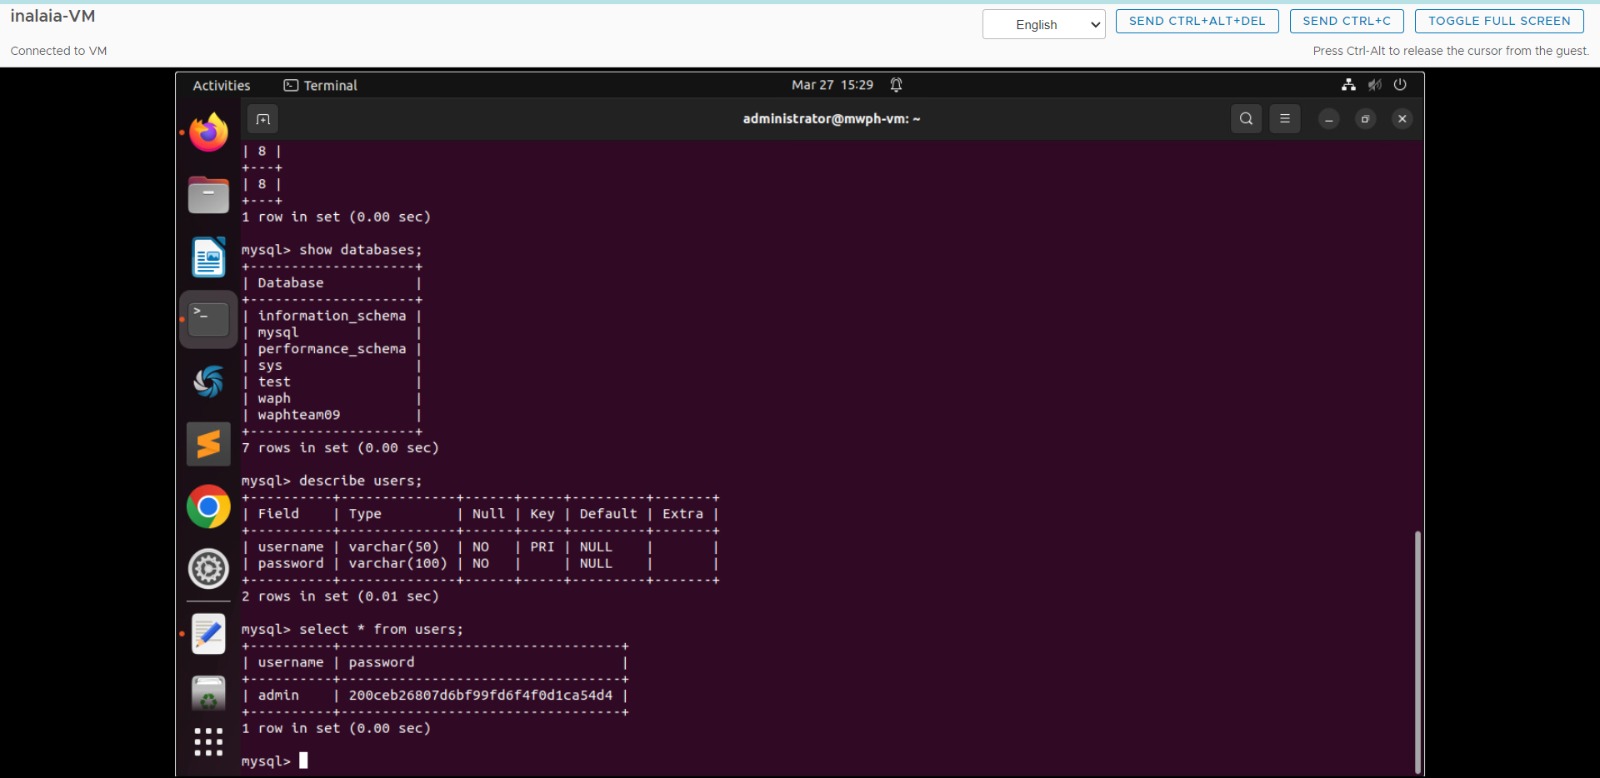 inalaia-VM
English
SEND CTRL+ALT+DEL
SEND CTRL+C
TOGGLE FULL SCREEN
Connected to VM
Press Ctrl-Alt to release the cursor from the guest.
Activities
Terminal
Mar 27 15:29
administrator@mwph-vm: ~
| 8 |
+---+
| 8 |
+---+
1 row in set (0.00 sec)
mysql> show databases;
+--------------------+
| Database           |
+--------------------+
| information_schema |
| mysql              |
| performance_schema |
| sys                |
| test               |
| waph               |
| waphteam09         |
+--------------------+
7 rows in set (0.00 sec)
mysql> describe users;
+----------+--------------+------+-----+---------+-------+
| Field    | Type         | Null | Key | Default | Extra |
+----------+--------------+------+-----+---------+-------+
| username | varchar(50)  | NO   | PRI | NULL    |       |
| password | varchar(100) | NO   |     | NULL    |       |
+----------+--------------+------+-----+---------+-------+
2 rows in set (0.01 sec)
mysql> select * from users;
+----------+----------------------------------+
| username | password                         |
+----------+----------------------------------+
| admin    | 200ceb26807d6bf99fd6f4f0d1ca54d4 |
+----------+----------------------------------+
1 row in set (0.00 sec)
mysql>